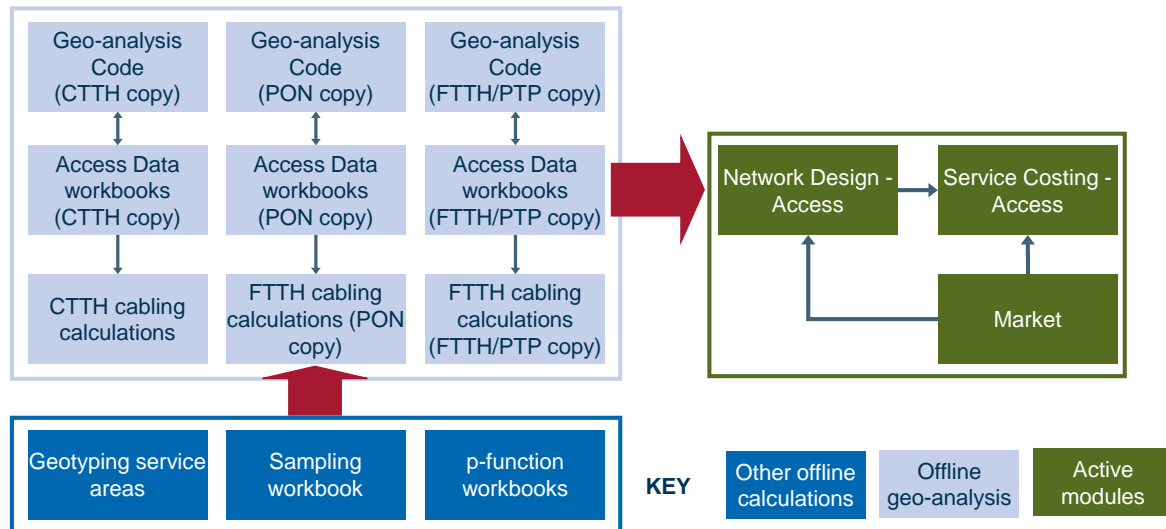 Geo-analysis
Code
(CTTH copy)
Geo-analysis
Code
(PON copy)
Geo-analysis
Code
(FTTH/PTP copy)
Access Data
workbooks
(CTTH copy)
Access Data
workbooks
(PON copy)
Access Data
workbooks
(FTTH/PTP copy)
CTTH cabling
calculations
FTTH cabling
calculations (PON
copy)
FTTH cabling
calculations
(FTTH/PTP copy)
Network Design -
Access
Service Costing -
Access
Market
Geotyping service
areas
Sampling
workbook
p-function
workbooks
KEY
Other offline
calculations
Offline
geo-analysis
Active
modules